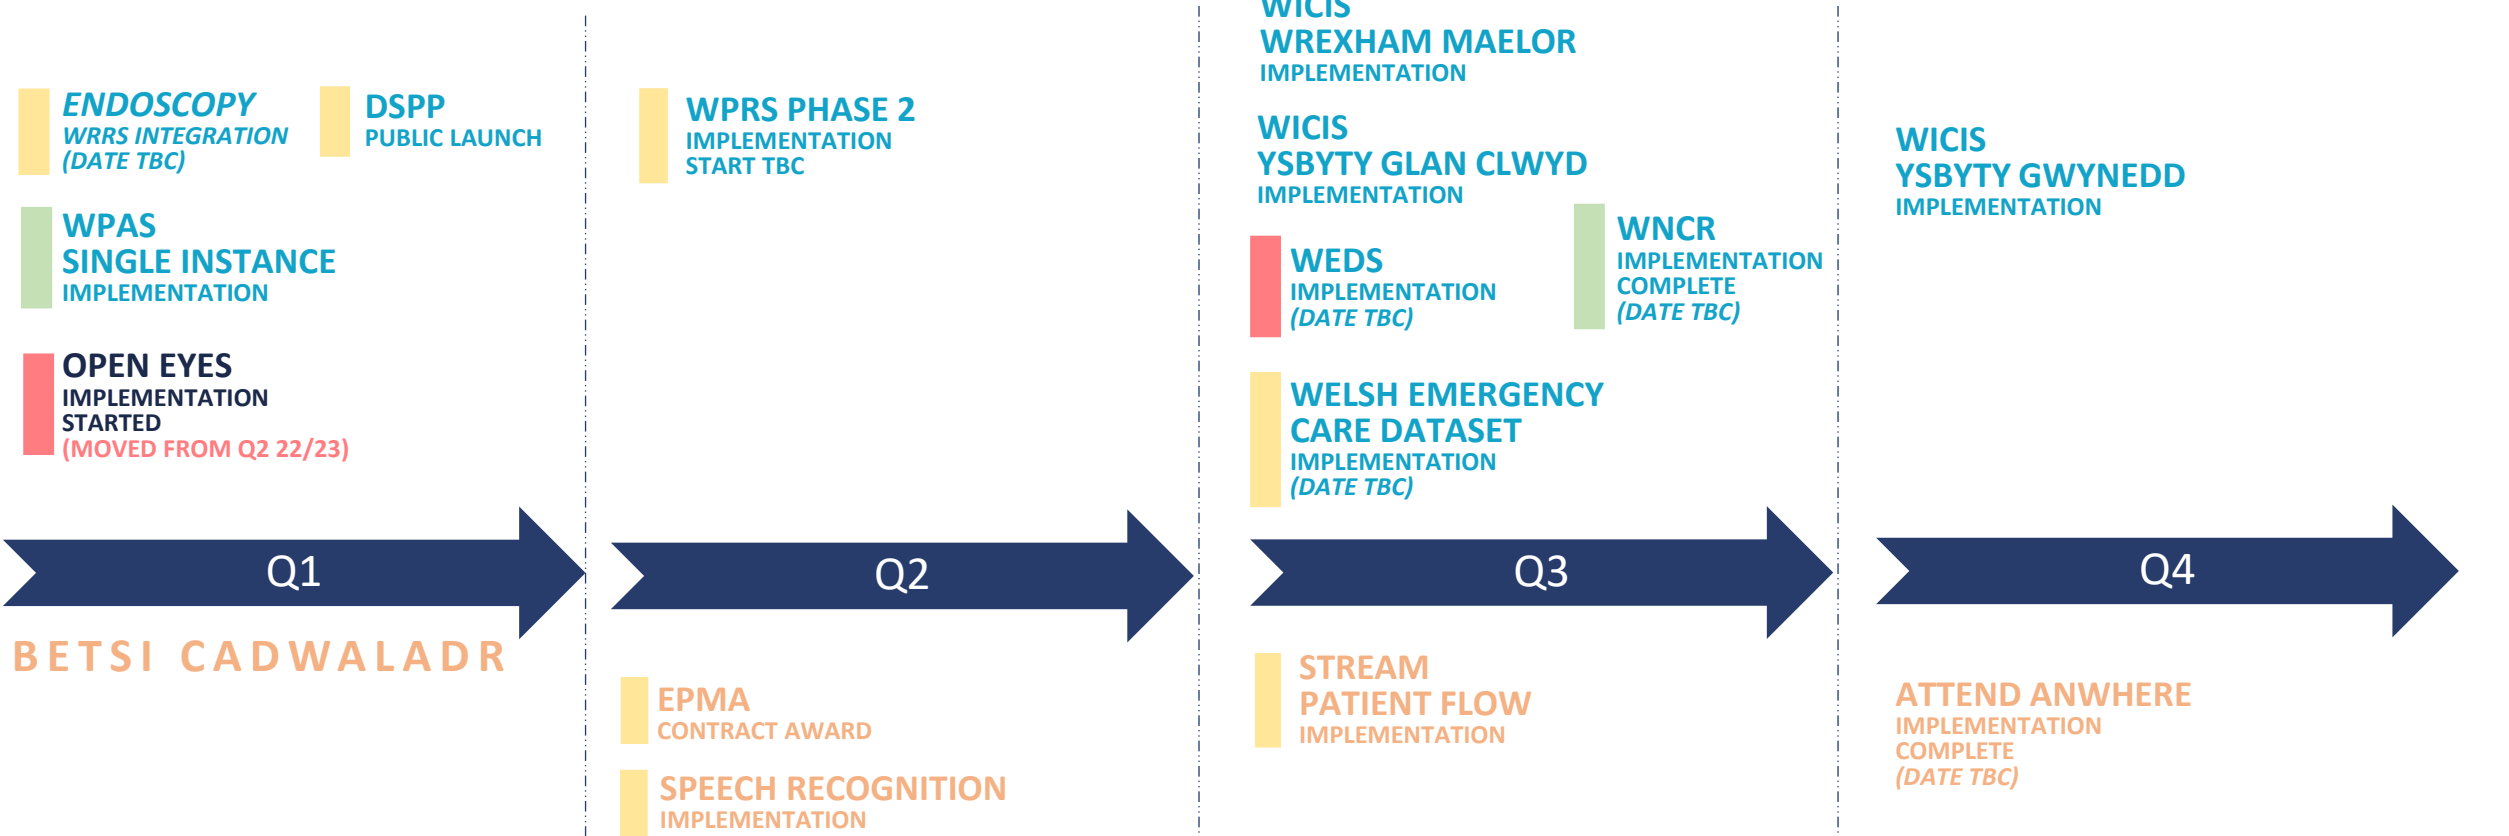 ENDOSCOPY
WRRS INTEGRATION
(DATE TBC)
DSPP
PUBLIC LAUNCH
WPAS
SINGLE INSTANCE
IMPLEMENTATION
OPEN EYES
IMPLEMENTATION
STARTED
(MOVED FROM Q2 22/23)
WPRS PHASE 2
IMPLEMENTATION
START TBC
WICIS
WREXHAM MAELOR
IMPLEMENTATION
WICIS
YSBYTY GLAN CLWYD
IMPLEMENTATION
WEDS
IMPLEMENTATION
(DATE TBC)
WNCR
IMPLEMENTATION
COMPLETE
(DATE TBC)
WELSH EMERGENCY
CARE DATASET
IMPLEMENTATION
(DATE TBC)
WICIS
YSBYTY GWYNEDD
IMPLEMENTATION
Q1
Q2
Q3
Q4
BETSI CADWALADR
EPMA
CONTRACT AWARD
SPEECH RECOGNITION
IMPLEMENTATION
STREAM
PATIENT FLOW
IMPLEMENTATION
ATTEND ANWHERE
IMPLEMENTATION
COMPLETE
(DATE TBC)